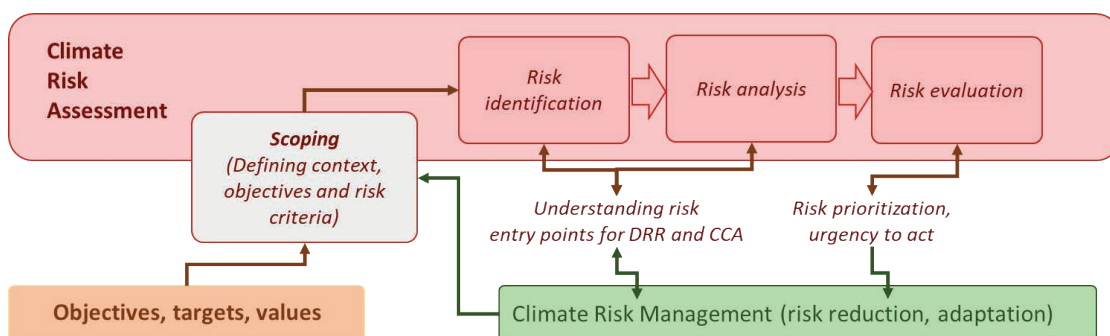 Climate
Risk
Assessment
Risk
identification
Risk analysis
Risk evaluation
Scoping
(Defining context,
objectives and risk
criteria)
Understanding risk
entry points for DRR and CCA
Risk prioritization,
urgency to act
Objectives, targets, values
Climate Risk Management (risk reduction, adaptation)